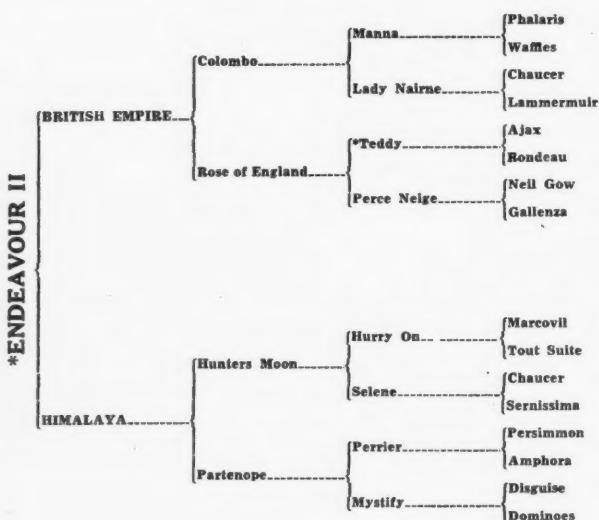 Phalaris
Manna
Waffles
Colombo
Chaucer
Lady Nairne
Lammermuir
BRITISH EMPIRE
Ajax
*Teddy
Rondeau
Rose of England
Neil Gow
Perce Neige
Gallenza
*ENDEAVOUR II
Marcovil
Hurry On
Tout Suite
Hunters Moon
Chaucer
Selene
Sernissima
HIMALAYA
Persimmon
Perrier
Amphora
Partenope
Disguise
Mystify
Dominoes